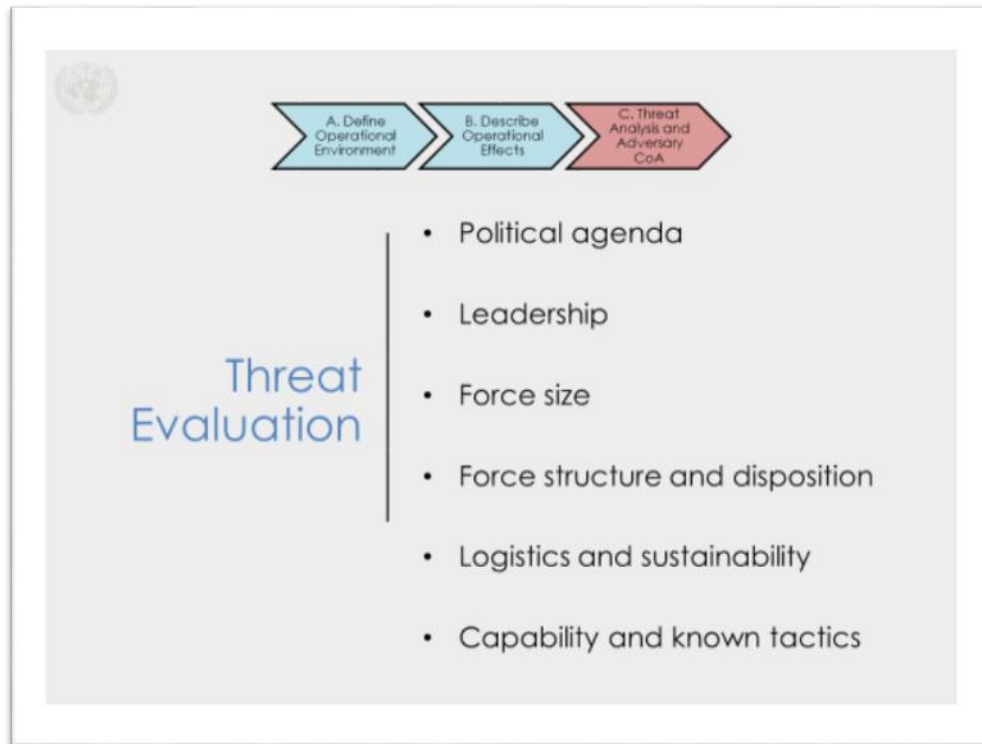 A. Define
Operational
Environment
B. Describe
Operational
Effects
C. Threat
Analysis and
Adversary
CoA
Threat
Evaluation
• Political agenda
• Leadership
• Force size
• Force structure and disposition
• Logistics and sustainability
• Capability and known tactics